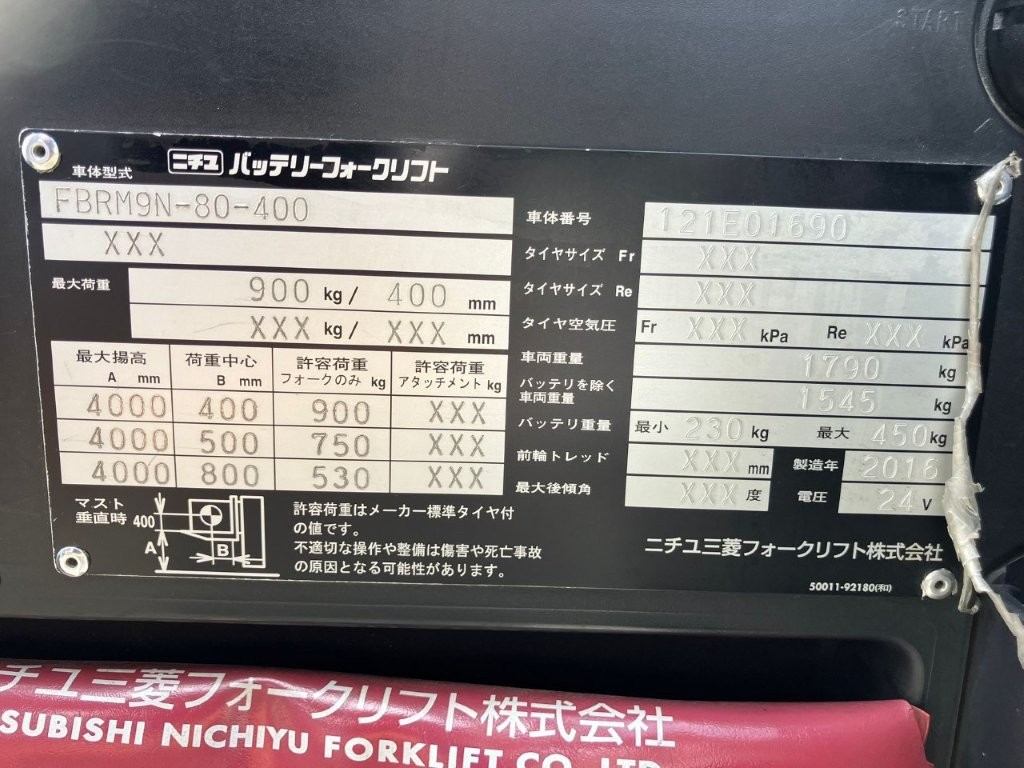 START
ニチユ バッテリーフォークリフト
車体型式
FBRM9N-80-400
XXX
最大荷重
900 kg / 400 mm
XXX kg / XXX mm
最大揚高 A mm 荷重中心 B mm 許容荷重 フォークのみ kg 許容荷重 アタッチメント kg
4000 400 900 XXX
4000 500 750 XXX
4000 800 530 XXX
マスト
垂直時
400
A
B
許容荷重はメーカー標準タイヤ付
の値です。
不適切な操作や整備は傷害や死亡事故
の原因となる可能性があります。
車体番号 121E01690
タイヤサイズ Fr XXX
タイヤサイズ Re XXX
タイヤ空気圧 Fr XXX kPa Re XXX kPa
車両重量 1790 kg
バッテリを除く
車両重量 1545 kg
バッテリ重量 最小 230 kg 最大 450 kg
前輪トレッド XXX mm 製造年 2016
最大後傾角 XXX 度 電圧 24 V
ニチユ三菱フォークリフト株式会社
50011-92180(和)
チユ三菱フォークリフト株式会社
SUBISHI NICHIYU FORKLIFT CO., LTD.